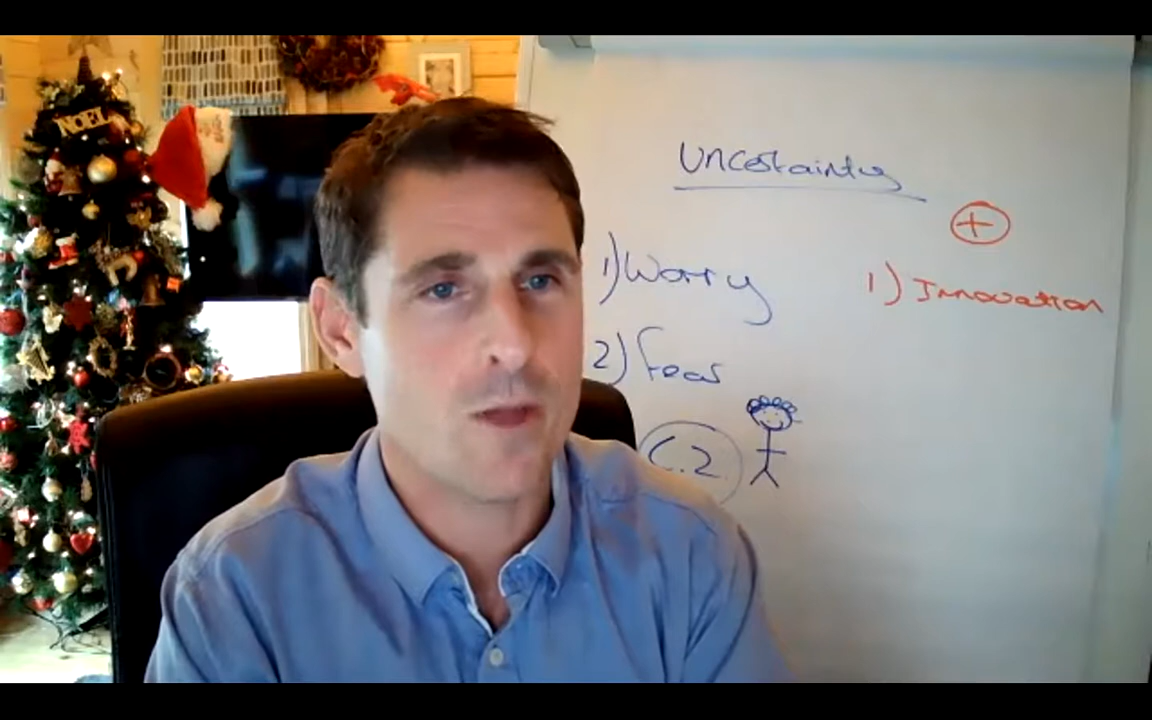 NOEL
Uncertainty
+
1) Worry
1) Innovation
2) Fear
C.2